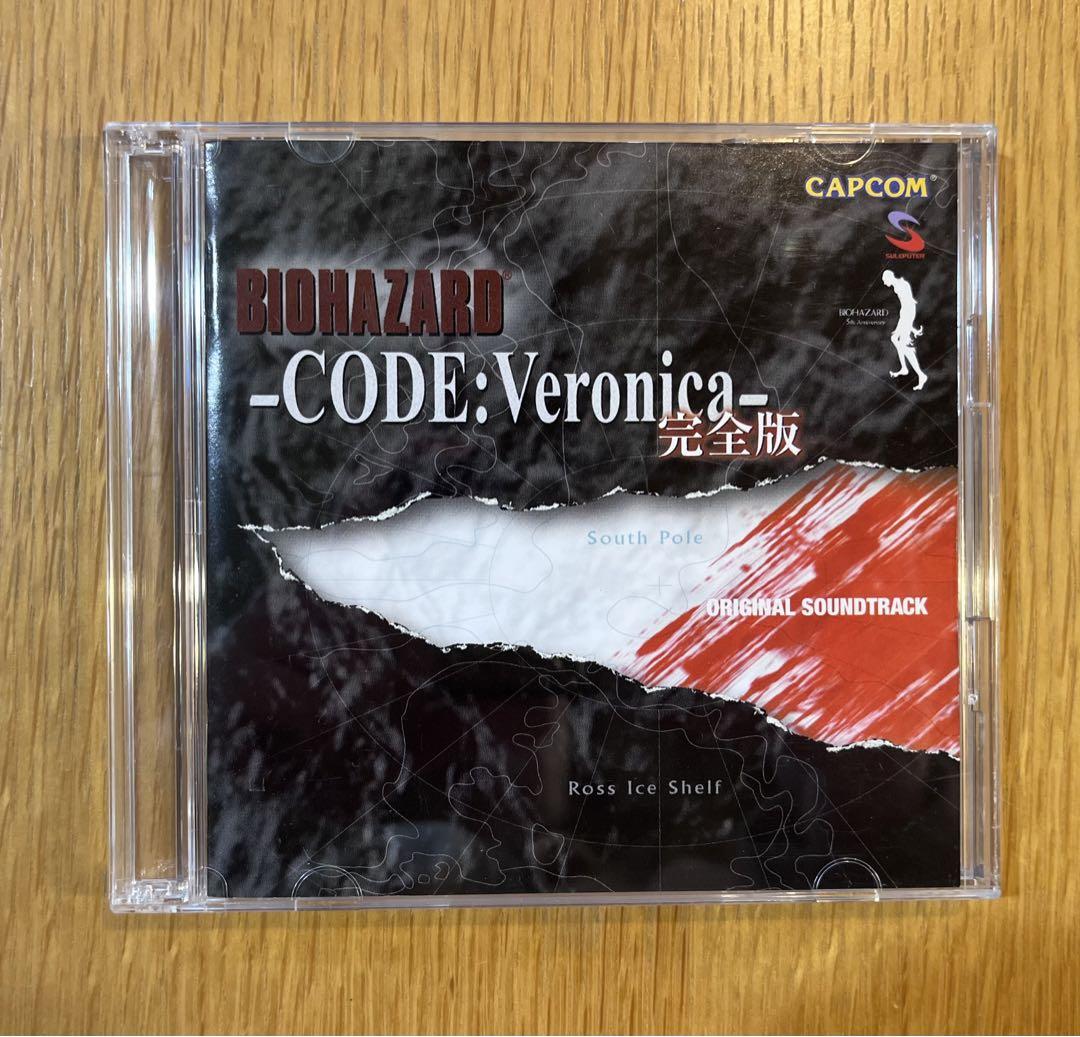 CAPCOM®
SULEPUTER
BIOHAZARD
5th Anniversary
BIOHAZARD®
-CODE:Veronica-
完全版
South Pole
ORIGINAL SOUNDTRACK
Ross Ice Shelf